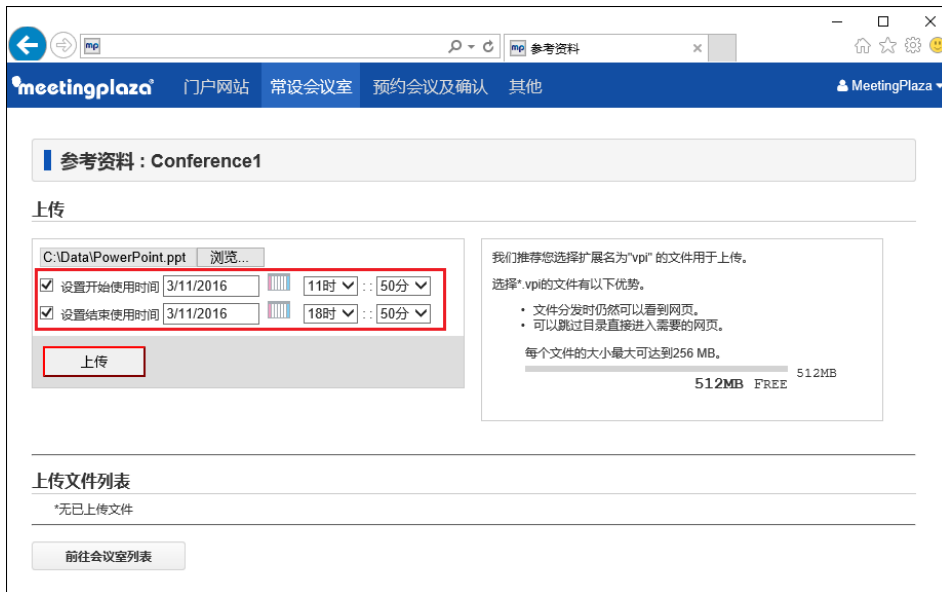 mp
mp 参考资料
meetingplaza 门户网站 常设会议室 预约会议及确认 其他 MeetingPlaza
参考资料 : Conference1
上传
C:\Data\PowerPoint.ppt 浏览...
设置开始使用时间 3/11/2016 11时 : : 50分
设置结束使用时间 3/11/2016 18时 : : 50分
上传
我们推荐您选择扩展名为"vpi" 的文件用于上传。
选择*.vpi的文件有以下优势。
• 文件分发时仍然可以看到网页。
• 可以跳过目录直接进入需要的网页。
每个文件的大小最大可达到256 MB。
512MB
512MB FREE
上传文件列表
*无已上传文件
前往会议室列表